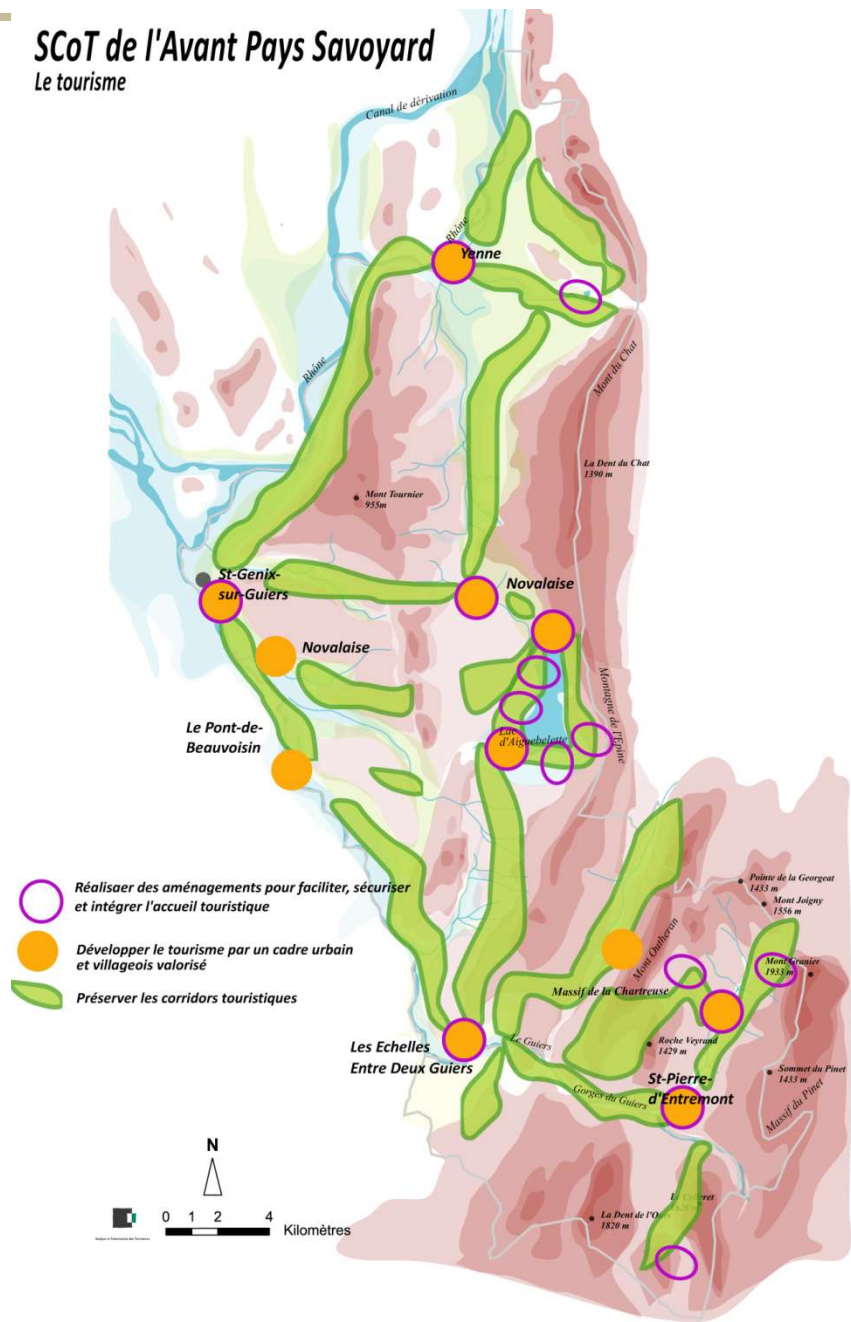 SCoT de l'Avant Pays Savoyard
Le tourisme
Canal de dérivation
Rhône
Yenne
Rhône
Mont du Chat
La Dent du Chat
1390 m
Mont Tournier
955m
St-Genix-
sur-Guiers
Novalaise
Novalaise
Le Pont-de-
Beauvoisin
Lac
d'Aiguebelette
Montagne de l'Epine
Réalisaer des aménagements pour faciliter, sécuriser
et intégrer l'accueil touristique
Développer le tourisme par un cadre urbain
et villageois valorisé
Préserver les corridors touristiques
Pointe de la Georgeat
1433 m
Mont Joigny
1556 m
Mont Outheran
Mont Granier
1933 m
Massif de la Chartreuse
Les Echelles
Entre Deux Guiers
Le Guiers
Roche Veyrand
1429 m
Sommet du Pinet
1433 m
Massif du Pinet
St-Pierre-
d'Entremont
Gorges du Guiers
La Dent de l'Ours
1820 m
N
0 1 2 4
Kilomètres